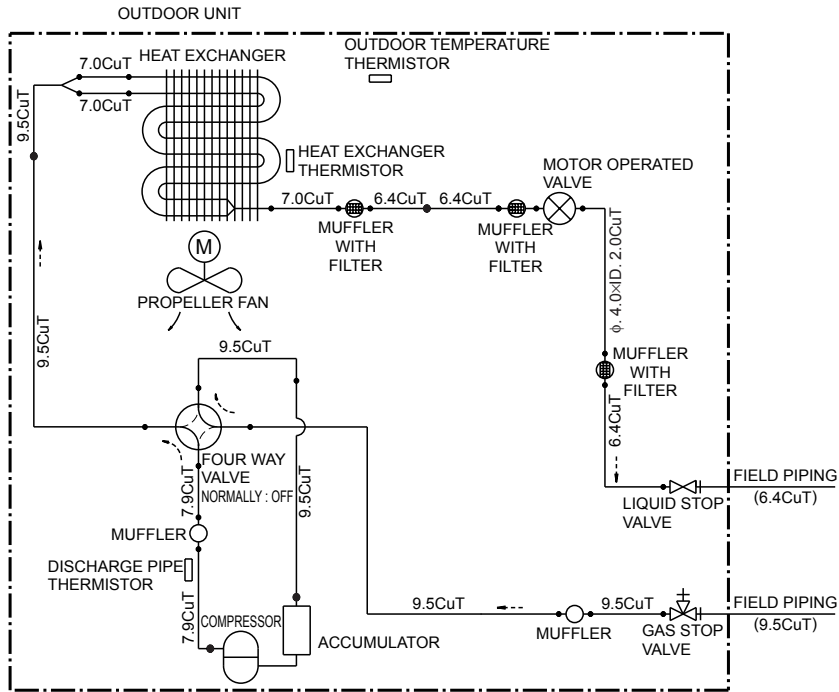 OUTDOOR UNIT
7.0CuT
HEAT EXCHANGER
OUTDOOR TEMPERATURE
THERMISTOR
7.0CuT
9.5CuT
HEAT EXCHANGER
THERMISTOR
MOTOR OPERATED
VALVE
7.0CuT
6.4CuT
6.4CuT
MUFFLER
WITH
FILTER
MUFFLER
WITH
FILTER
M
PROPELLER FAN
ϕ. 4.0×ID. 2.0CuT
9.5CuT
9.5CuT
MUFFLER
WITH
FILTER
6.4CuT
FOUR WAY
VALVE
NORMALLY : OFF
7.9CuT
9.5CuT
LIQUID STOP
VALVE
FIELD PIPING
(6.4CuT)
MUFFLER
DISCHARGE PIPE
THERMISTOR
7.9CuT
COMPRESSOR
ACCUMULATOR
9.5CuT
MUFFLER
9.5CuT
GAS STOP
VALVE
FIELD PIPING
(9.5CuT)